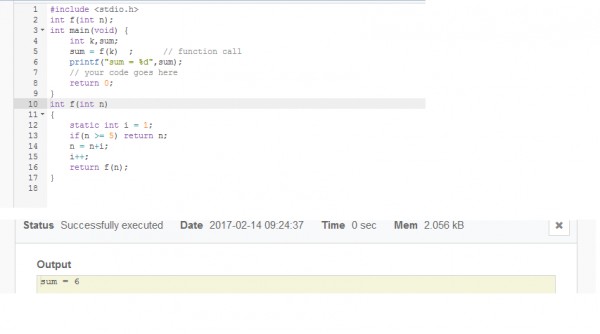 1 #include <stdio.h>
2 int f(int n);
3 int main(void) {
4 int k,sum;
5 sum = f(k) ; // function call
6 printf("sum = %d",sum);
7 // your code goes here
8 return 0;
9 }
10 int f(int n)
11 {
12 static int i = 1;
13 if(n >= 5) return n;
14 n = n+i;
15 i++;
16 return f(n);
17 }
18
Status Successfully executed Date 2017-02-14 09:24:37 Time 0 sec Mem 2.056 kB
Output
sum = 6